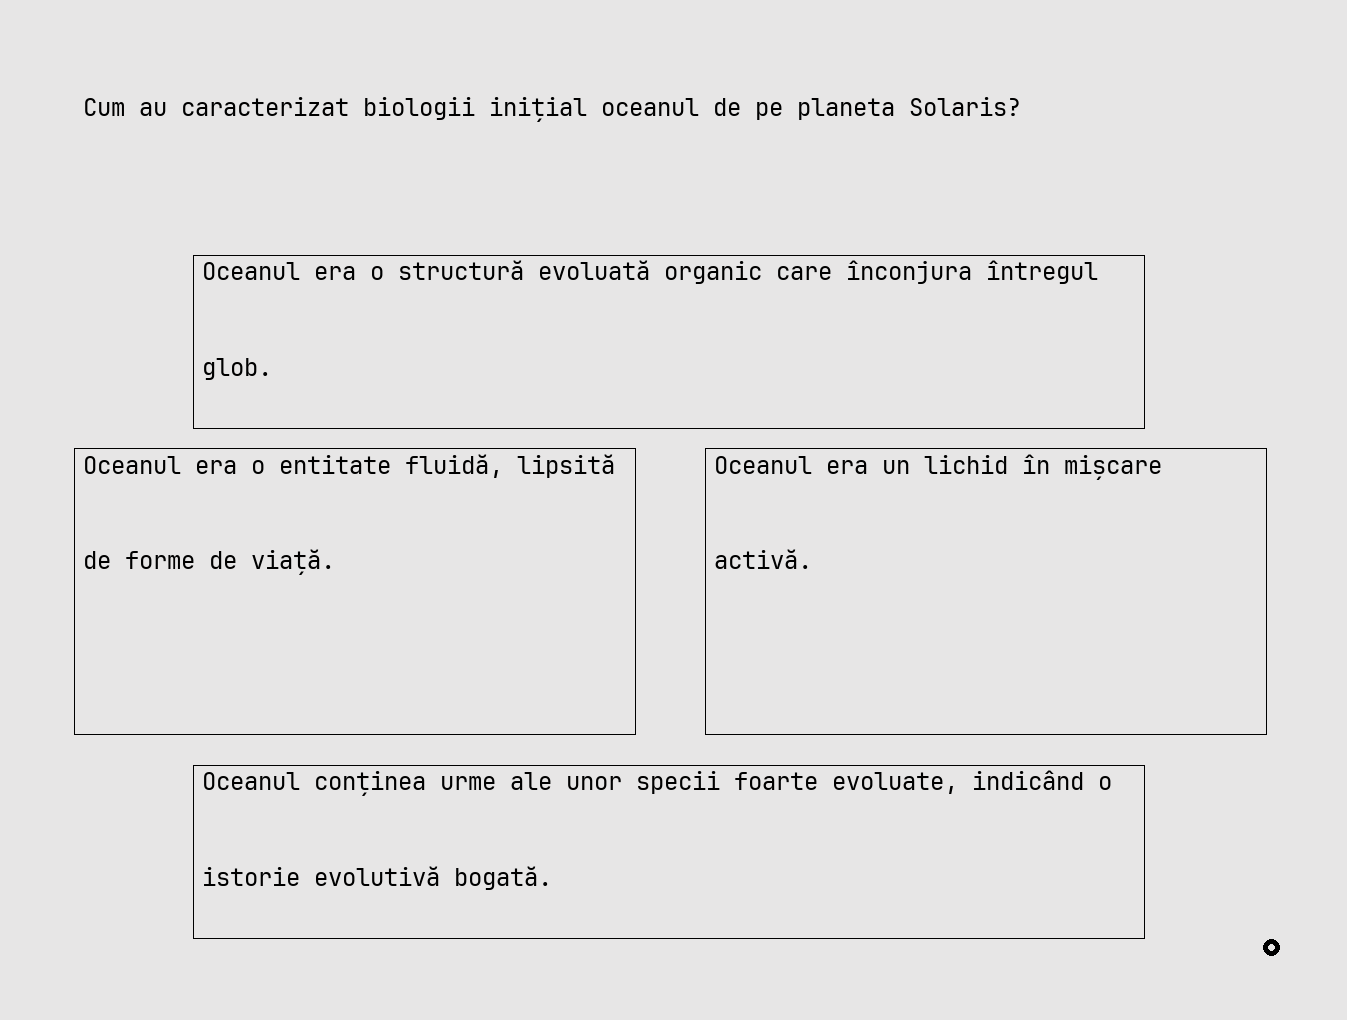 Cum au caracterizat biologii inițial oceanul de pe planeta Solaris?
Oceanul era o structură evoluată organic care înconjura întregul
glob.
Oceanul era o entitate fluidă, lipsită
de forme de viață.
Oceanul era un lichid în mișcare
activă.
Oceanul conținea urme ale unor specii foarte evoluate, indicând o
istorie evolutivă bogată.